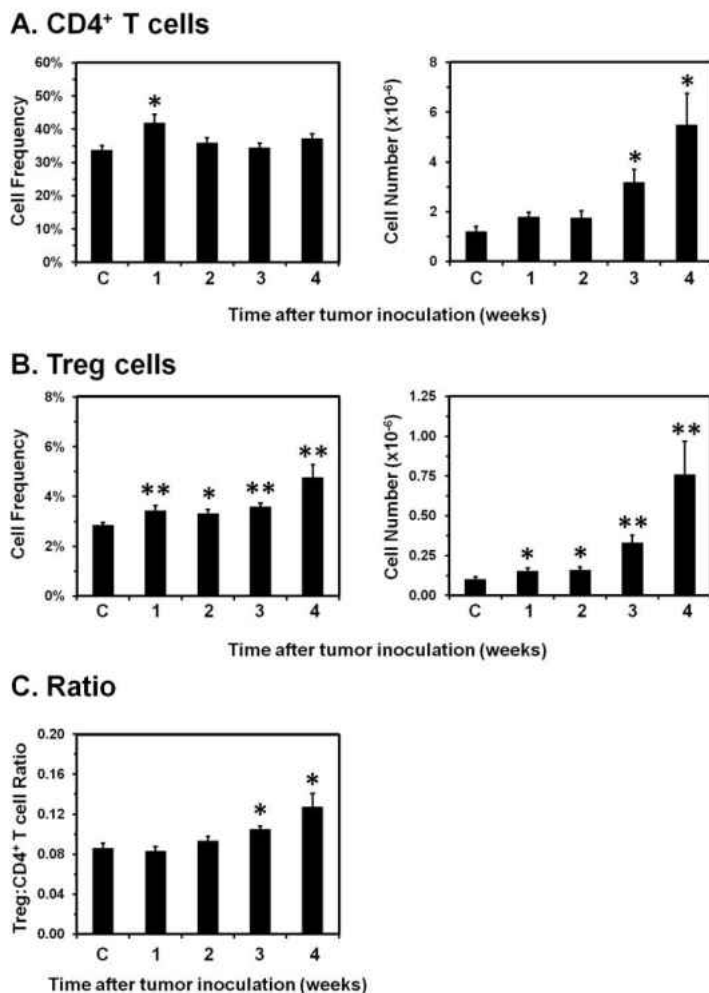 A. CD4⁺ T cells
60%
50%
40%
30%
20%
10%
0%
Cell Frequency
*
C 1 2 3 4
8
6
4
2
0
Cell Number (x10⁻⁶)
* *
C 1 2 3 4
Time after tumor inoculation (weeks)
B. Treg cells
8%
6%
4%
2%
0%
Cell Frequency
** * ** **
C 1 2 3 4
1.25
1.00
0.75
0.50
0.25
0.00
Cell Number (x10⁻⁶)
* * ** **
C 1 2 3 4
Time after tumor inoculation (weeks)
C. Ratio
0.20
0.16
0.12
0.08
0.04
0.00
Treg:CD4⁺ T cell Ratio
* *
C 1 2 3 4
Time after tumor inoculation (weeks)